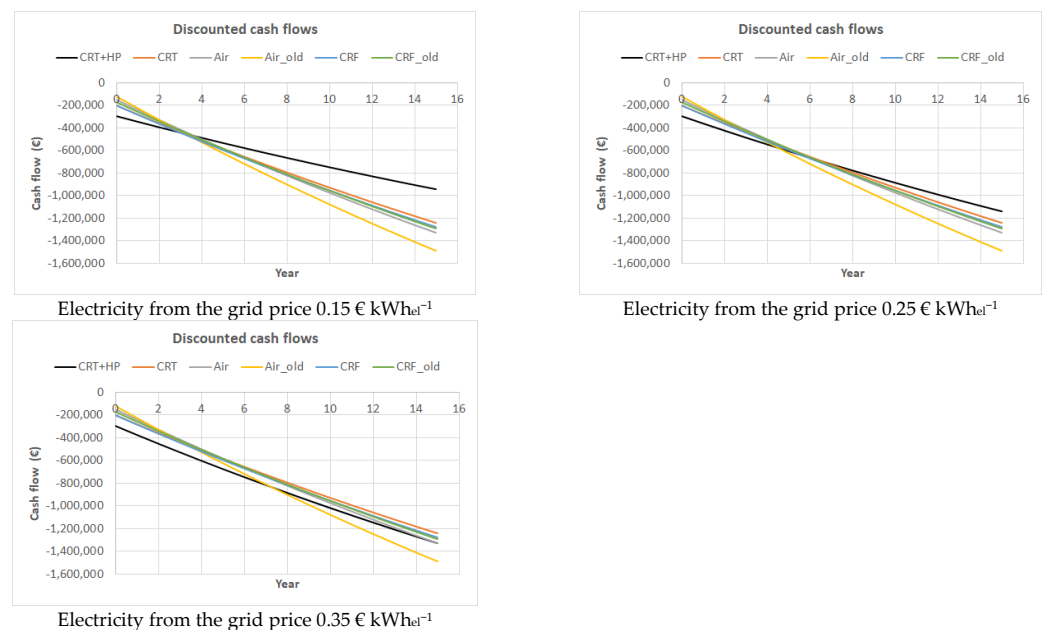 Discounted cash flows
CRT+HP CRT Air Air_old CRF CRF_old
0
-200,000
-400,000
-600,000
-800,000
-1,000,000
-1,200,000
-1,400,000
-1,600,000
0 2 4 6 8 10 12 14 16
Cash flow (€)
Year
Electricity from the grid price 0.15 € kWhel⁻¹
Discounted cash flows
CRT+HP CRT Air Air_old CRF CRF_old
0
-200,000
-400,000
-600,000
-800,000
-1,000,000
-1,200,000
-1,400,000
-1,600,000
0 2 4 6 8 10 12 14 16
Cash flow (€)
Year
Electricity from the grid price 0.25 € kWhel⁻¹
Discounted cash flows
CRT+HP CRT Air Air_old CRF CRF_old
0
-200,000
-400,000
-600,000
-800,000
-1,000,000
-1,200,000
-1,400,000
-1,600,000
0 2 4 6 8 10 12 14 16
Cash flow (€)
Year
Electricity from the grid price 0.35 € kWhel⁻¹